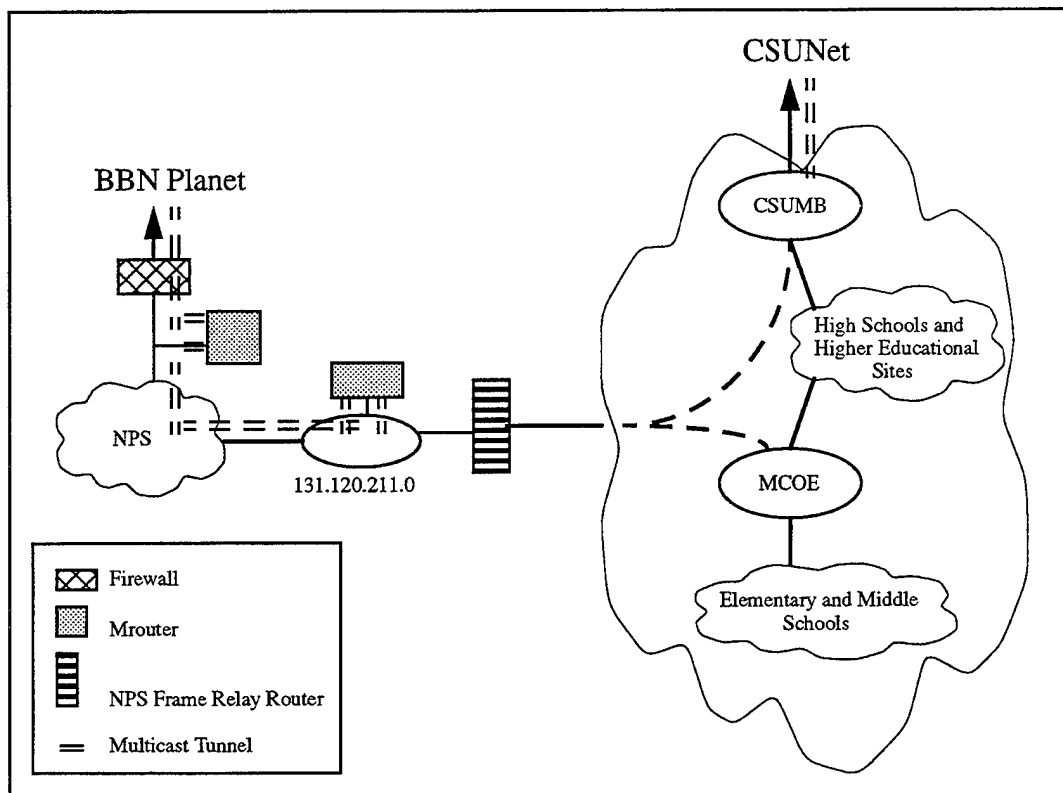 CSUNet
BBN Planet
CSUMB
High Schools and
Higher Educational
Sites
NPS
131.120.211.0
MCOE
Elementary and Middle
Schools
Firewall
Mrouter
NPS Frame Relay Router
Multicast Tunnel